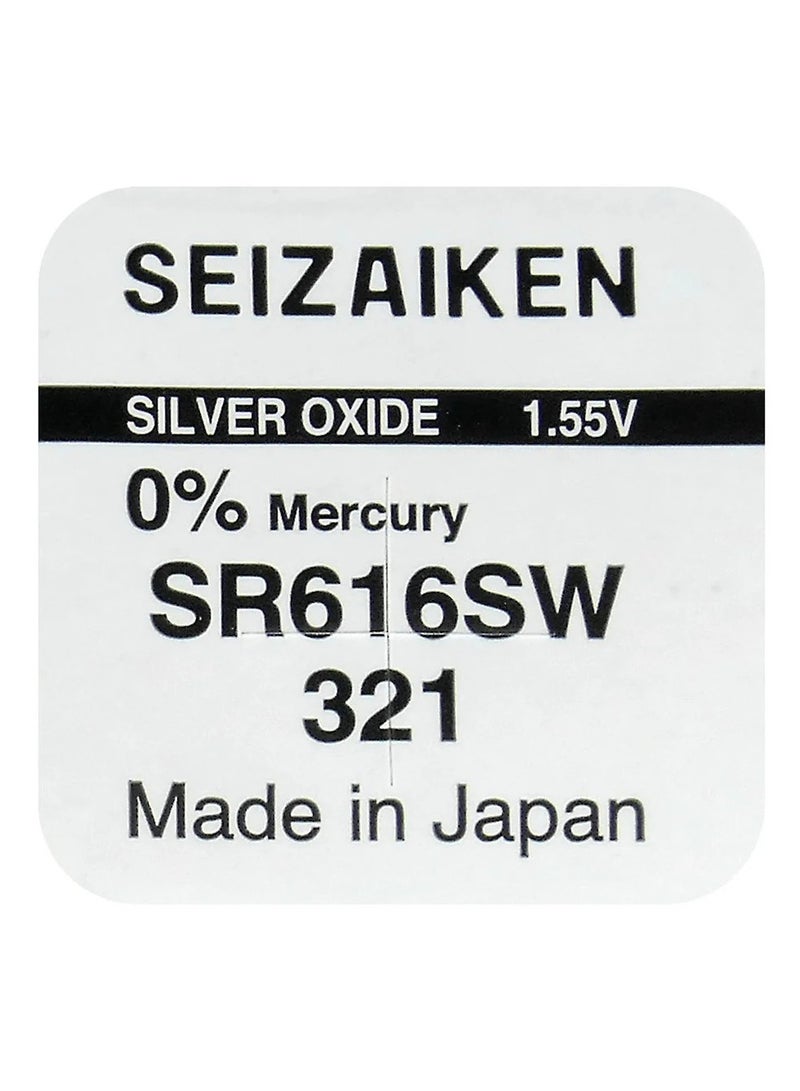 SEIZAIKEN
SILVER OXIDE 1.55V
0% Mercury
SR616SW
321
Made in Japan